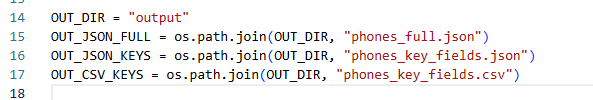 14 OUT_DIR = "output"
15 OUT_JSON_FULL = os.path.join(OUT_DIR, "phones_full.json")
16 OUT_JSON_KEYS = os.path.join(OUT_DIR, "phones_key_fields.json")
17 OUT_CSV_KEYS = os.path.join(OUT_DIR, "phones_key_fields.csv")
18